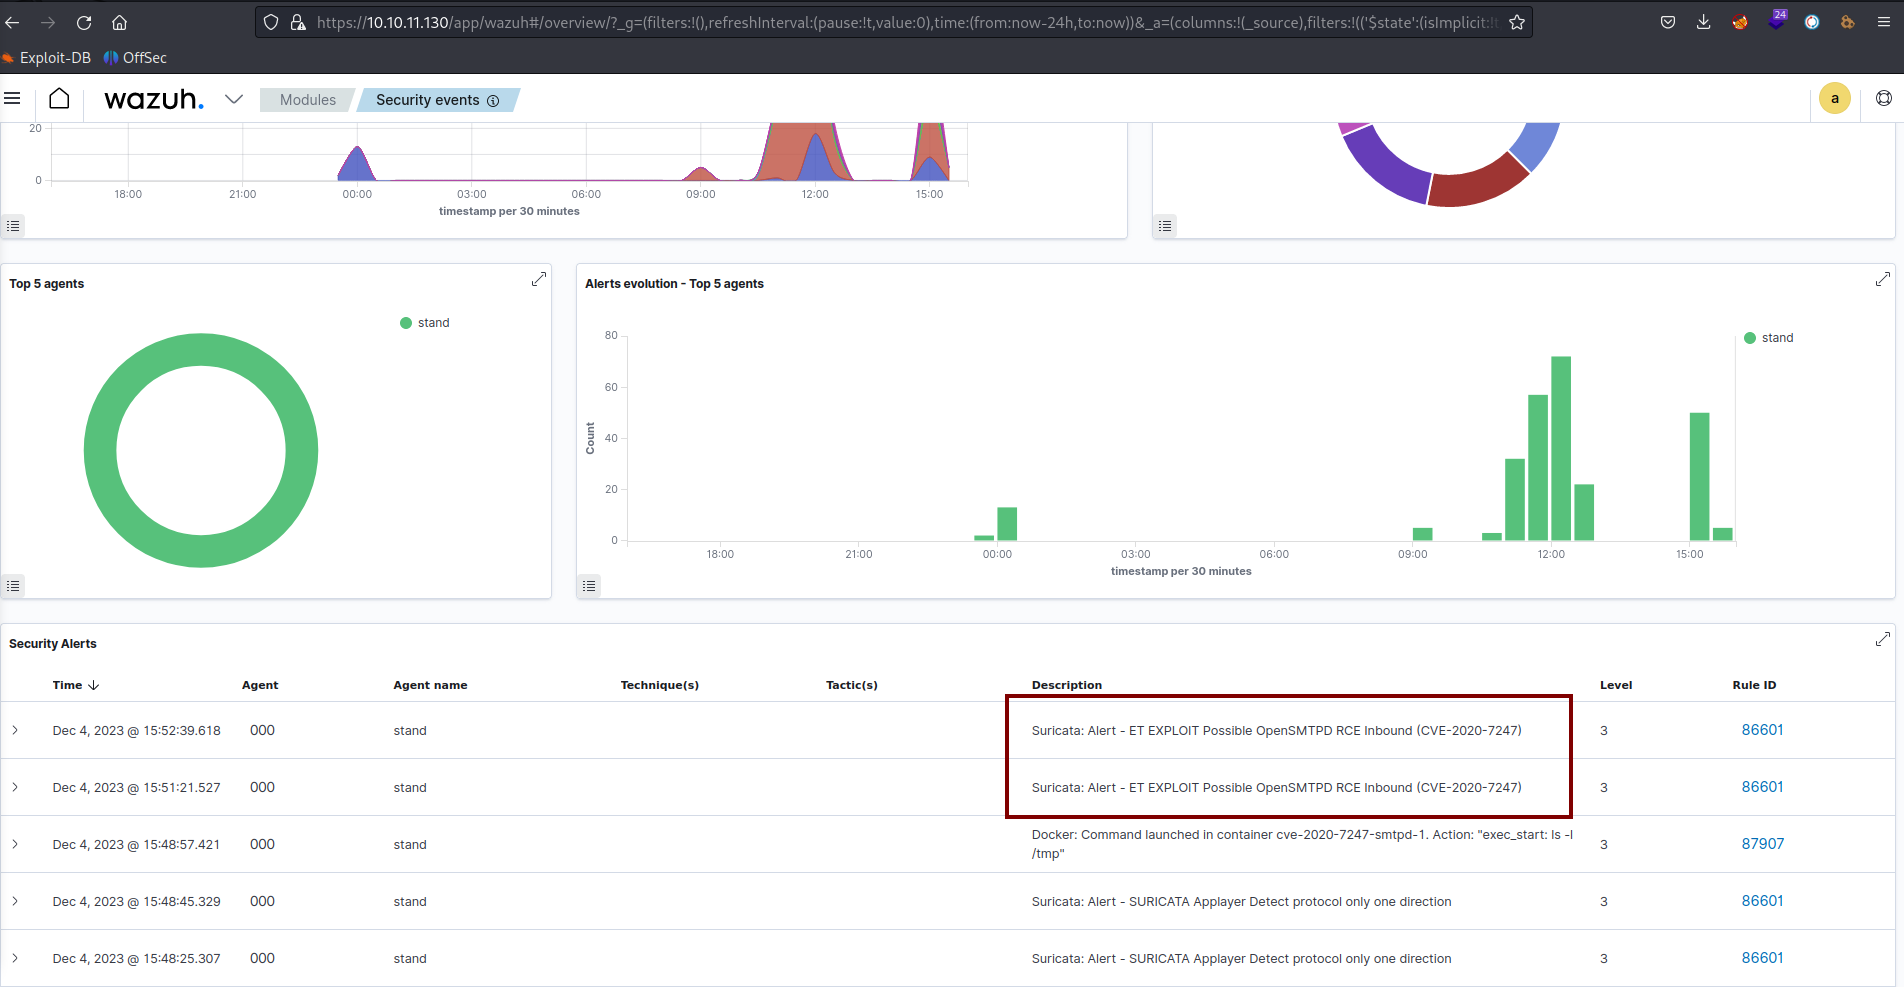 https://10.10.11.130/app/wazuh#/overview/?_g=(filters:!(),refreshInterval:(pause:!t,value:0),time:(from:now-24h,to:now))&_a=(columns:!(_source),filters:!(('$state':(isImplicit:!t
24
Exploit-DB OffSec
wazuh. Modules Security events a
20
0
18:00 21:00 00:00 03:00 06:00 09:00 12:00 15:00
timestamp per 30 minutes
Top 5 agents
stand
Alerts evolution - Top 5 agents
stand
80
60
40
20
0
Count
18:00 21:00 00:00 03:00 06:00 09:00 12:00 15:00
timestamp per 30 minutes
Security Alerts
Time Agent Agent name Technique(s) Tactic(s) Description Level Rule ID
Dec 4, 2023 @ 15:52:39.618 000 stand Suricata: Alert - ET EXPLOIT Possible OpenSMTPD RCE Inbound (CVE-2020-7247) 3 86601
Dec 4, 2023 @ 15:51:21.527 000 stand Suricata: Alert - ET EXPLOIT Possible OpenSMTPD RCE Inbound (CVE-2020-7247) 3 86601
Dec 4, 2023 @ 15:48:57.421 000 stand Docker: Command launched in container cve-2020-7247-smtpd-1. Action: "exec_start: ls -l
/tmp" 3 87907
Dec 4, 2023 @ 15:48:45.329 000 stand Suricata: Alert - SURICATA Applayer Detect protocol only one direction 3 86601
Dec 4, 2023 @ 15:48:25.307 000 stand Suricata: Alert - SURICATA Applayer Detect protocol only one direction 3 86601